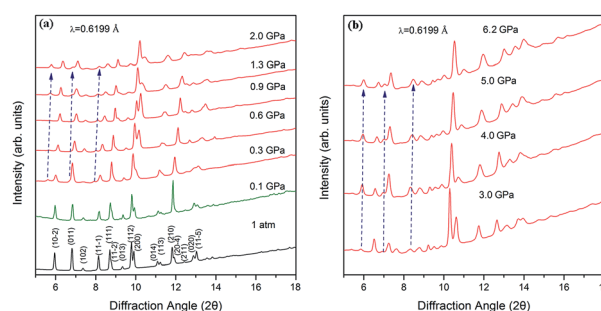 (a)
λ=0.6199 Å
2.0 GPa
1.3 GPa
0.9 GPa
0.6 GPa
0.3 GPa
0.1 GPa
1 atm
(10-2)
(011)
(102)
(11-1)
(111)
(11-2)
(013)
(112)
(200)
(014)
(113)
(210)
(20-4)
(211)
(020)
(11-5)
Intensity (arb. units)
6 8 10 12 14 16 18
Diffraction Angle (2θ)
(b)
λ=0.6199 Å
6.2 GPa
5.0 GPa
4.0 GPa
3.0 GPa
Intensity (arb. units)
6 8 10 12 14 16 18
Diffraction Angle (2θ)